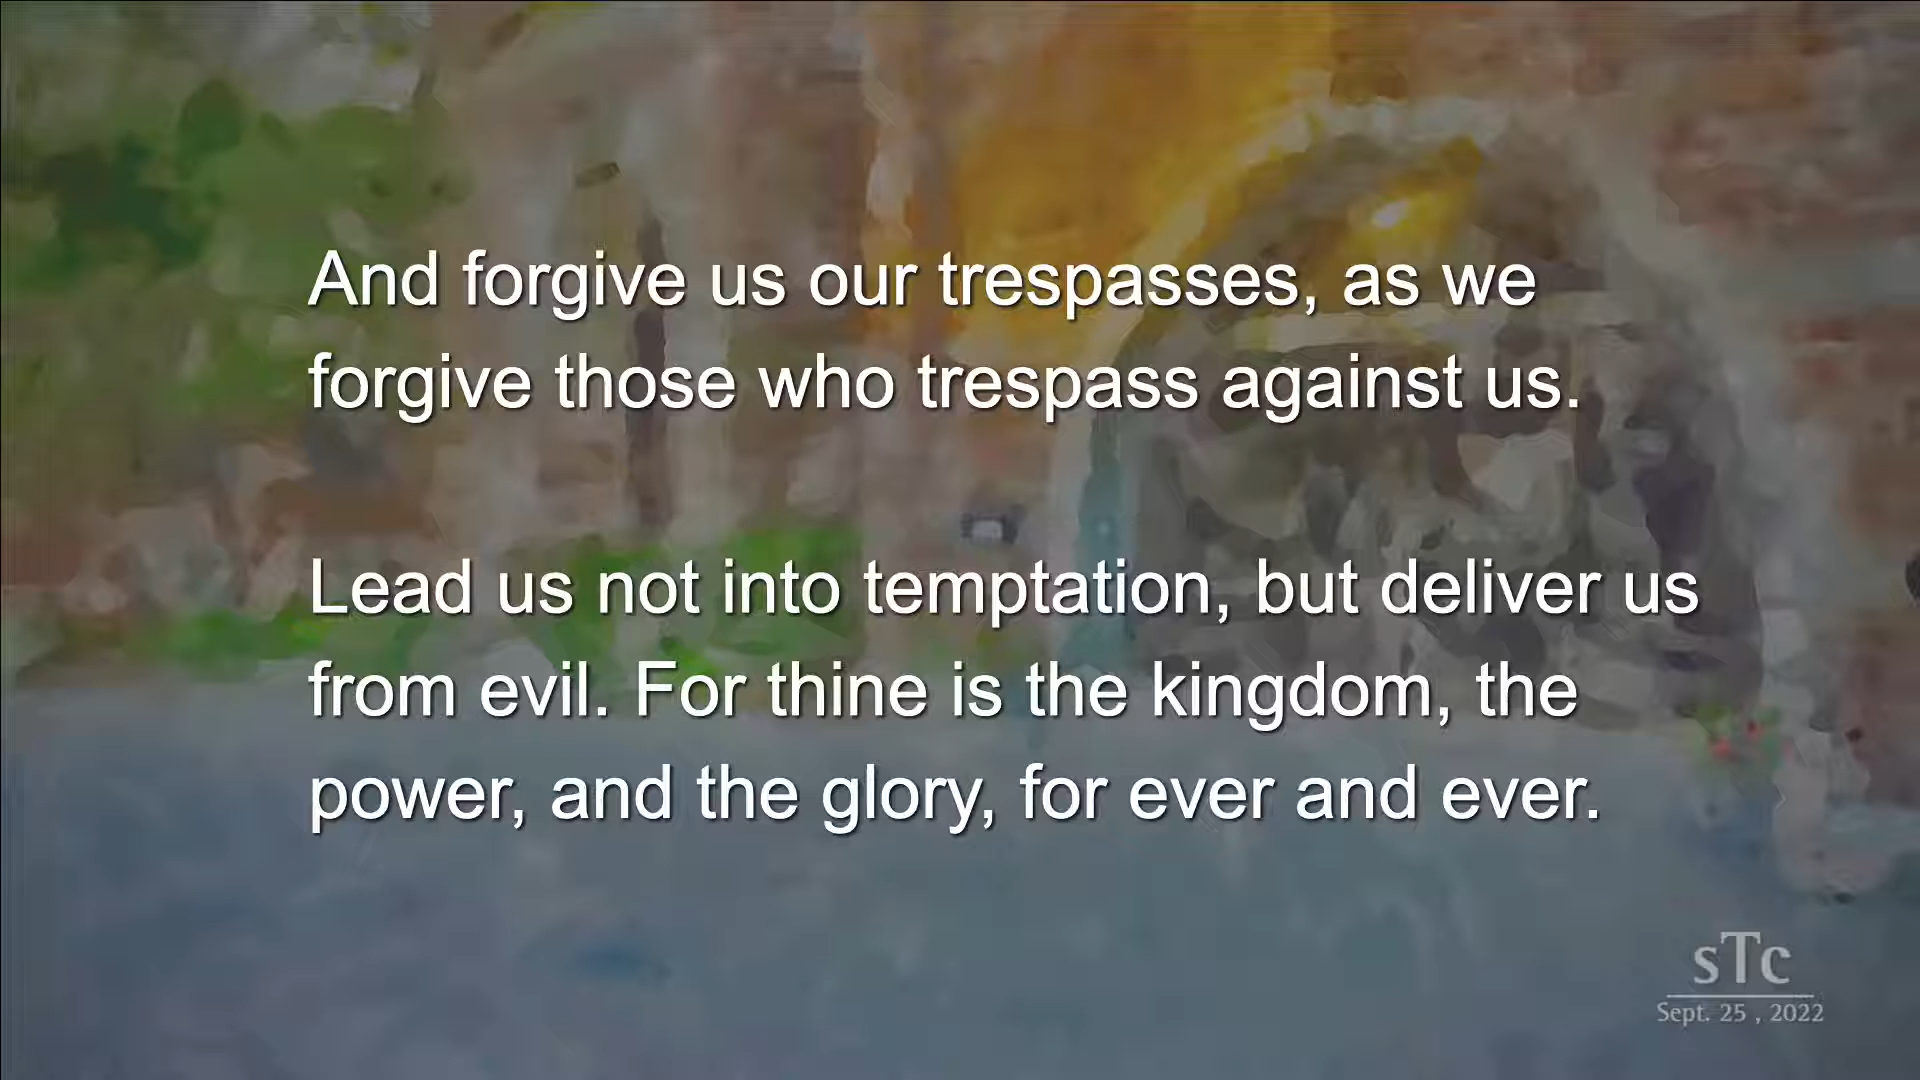 And forgive us our trespasses, as we
forgive those who trespass against us.
Lead us not into temptation, but deliver us
from evil. For thine is the kingdom, the
power, and the glory, for ever and ever.
sTc
Sept. 25 , 2022